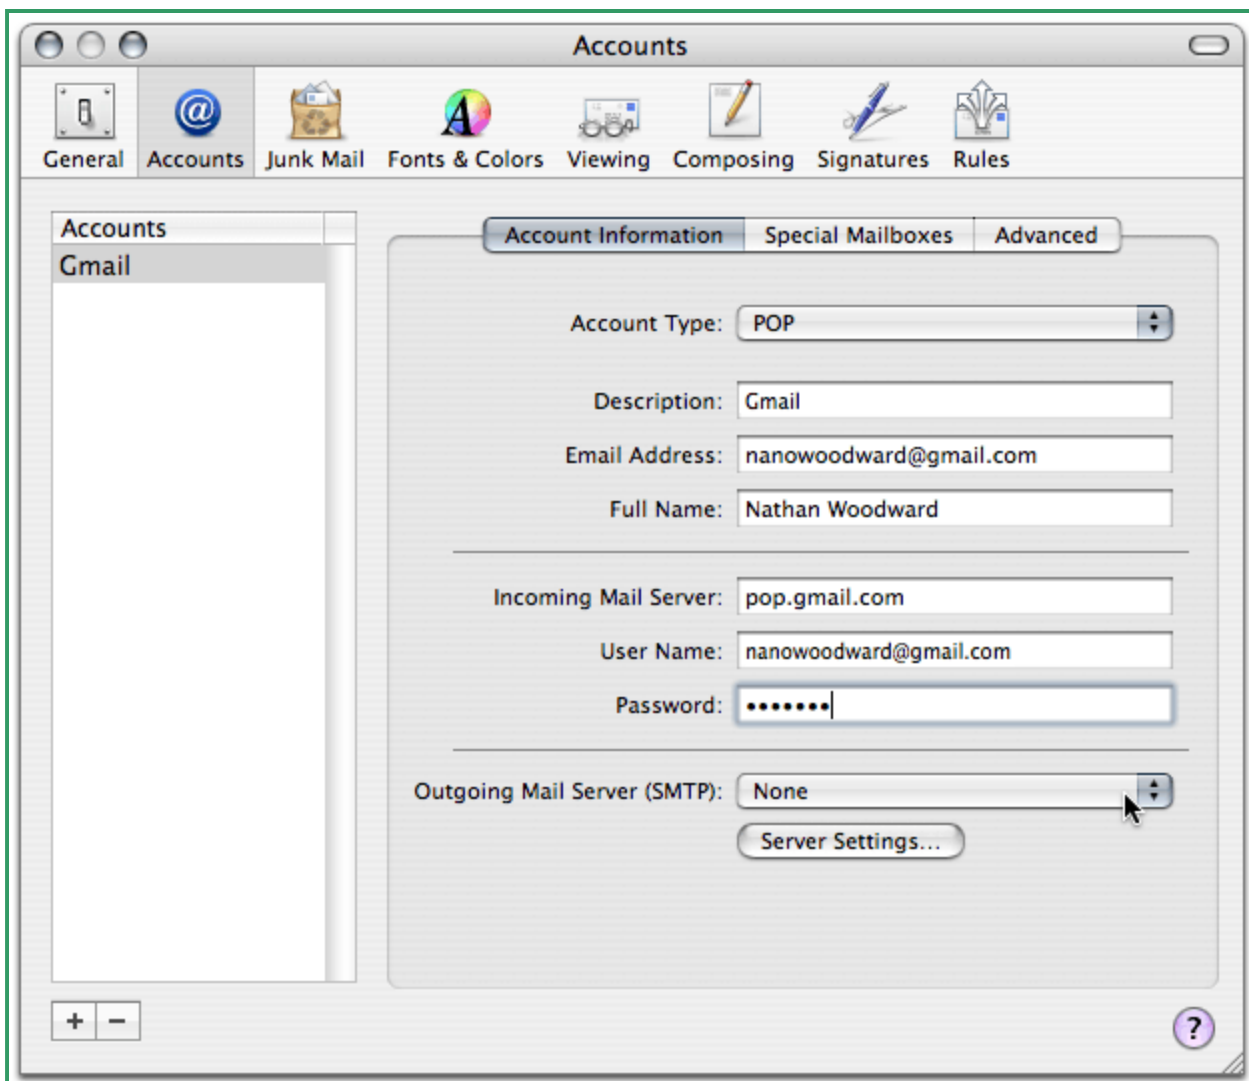 Accounts
General Accounts Junk Mail Fonts & Colors Viewing Composing Signatures Rules
Accounts
Gmail
Account Information Special Mailboxes Advanced
Account Type: POP
Description: Gmail
Email Address: nanowoodward@gmail.com
Full Name: Nathan Woodward
Incoming Mail Server: pop.gmail.com
User Name: nanowoodward@gmail.com
Password: •••••••
Outgoing Mail Server (SMTP): None
Server Settings...
+ −
?